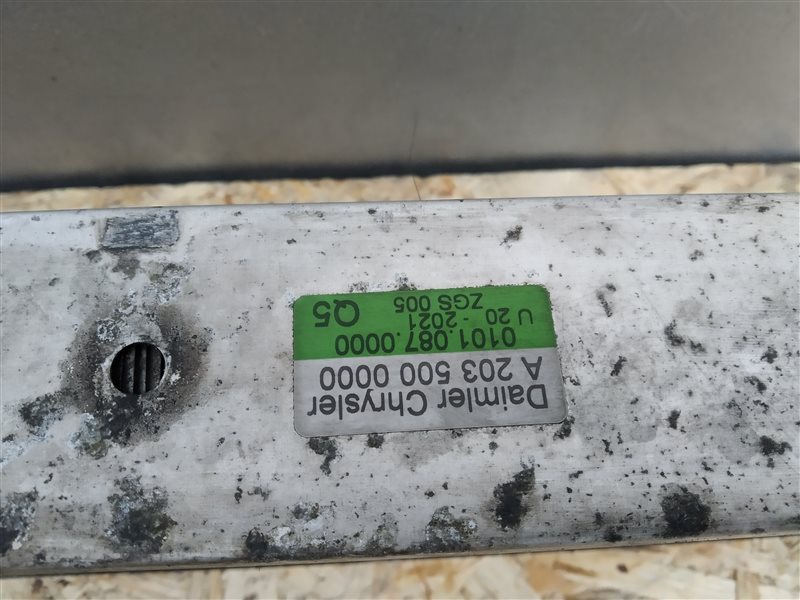 Daimler Chrysler
A 203 500 0000
0101.087.0000
U 20 - 2021
ZGS 005
Q5